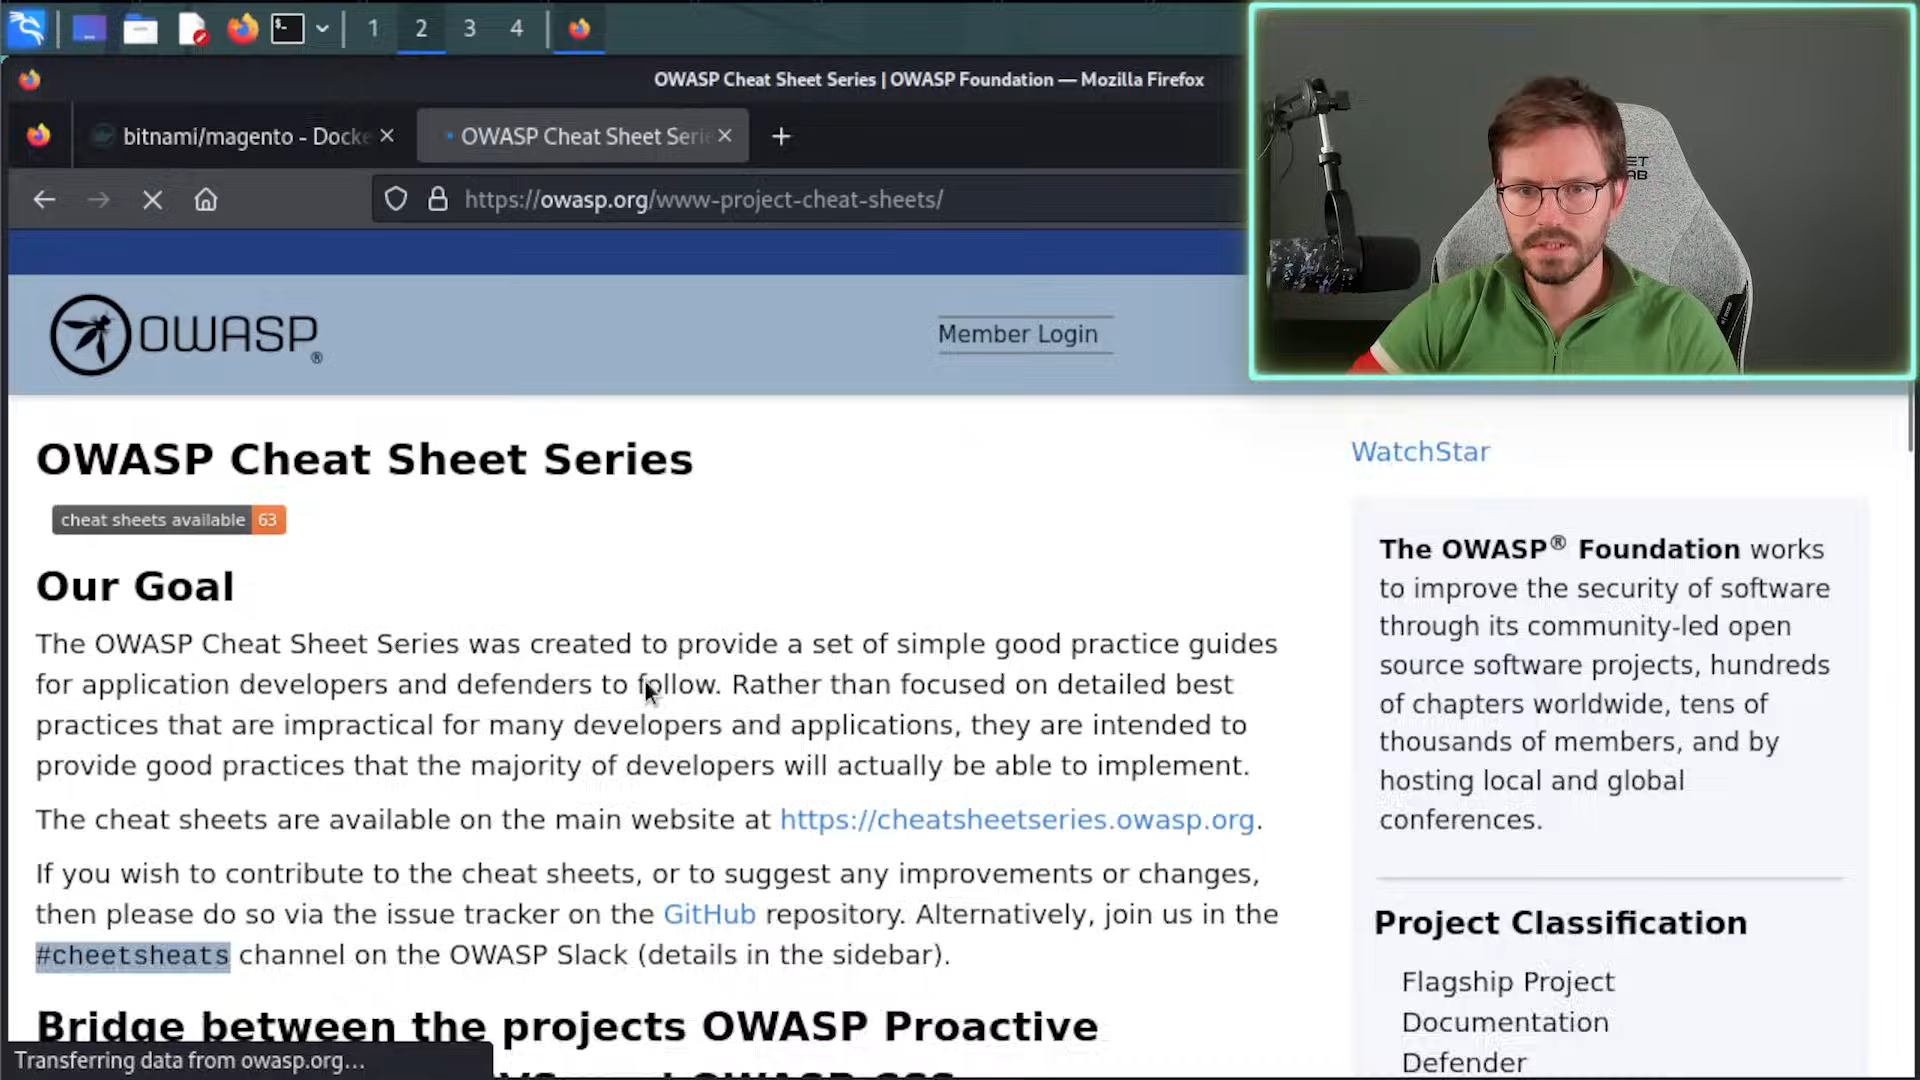 1 2 3 4
OWASP Cheat Sheet Series | OWASP Foundation — Mozilla Firefox
bitnami/magento - Docke
OWASP Cheat Sheet Serie
https://owasp.org/www-project-cheat-sheets/
OWASP®
Member Login
OWASP Cheat Sheet Series
cheat sheets available 63
Our Goal
The OWASP Cheat Sheet Series was created to provide a set of simple good practice guides
for application developers and defenders to follow. Rather than focused on detailed best
practices that are impractical for many developers and applications, they are intended to
provide good practices that the majority of developers will actually be able to implement.
The cheat sheets are available on the main website at https://cheatsheetseries.owasp.org.
If you wish to contribute to the cheat sheets, or to suggest any improvements or changes,
then please do so via the issue tracker on the GitHub repository. Alternatively, join us in the
#cheetsheats channel on the OWASP Slack (details in the sidebar).
Bridge between the projects OWASP Proactive
Transferring data from owasp.org...
WatchStar
The OWASP® Foundation works
to improve the security of software
through its community-led open
source software projects, hundreds
of chapters worldwide, tens of
thousands of members, and by
hosting local and global
conferences.
Project Classification
Flagship Project
Documentation
Defender